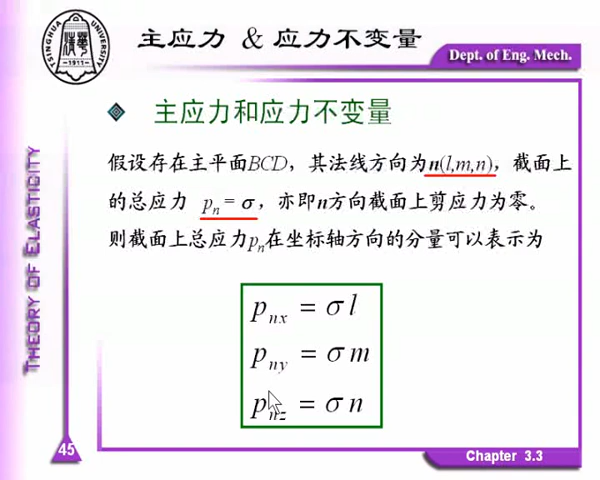 主应力 & 应力不变量
Dept. of Eng. Mech.
TSINGHUA UNIVERSITY
1911
主应力和应力不变量
假设存在主平面BCD，其法线方向为n(l,m,n)，截面上
的总应力 pn = σ，亦即n方向截面上剪应力为零。
则截面上总应力pn在坐标轴方向的分量可以表示为
pnx = σ l
pny = σ m
pnz = σ n
THEORY OF ELASTICITY
45
Chapter 3.3